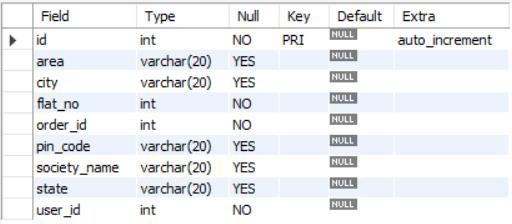 Field Type Null Key Default Extra
id int NO PRI NULL auto_increment
area varchar(20) YES NULL
city varchar(20) YES NULL
flat_no int NO NULL
order_id int NO NULL
pin_code varchar(20) YES NULL
society_name varchar(20) YES NULL
state varchar(20) YES NULL
user_id int NO NULL